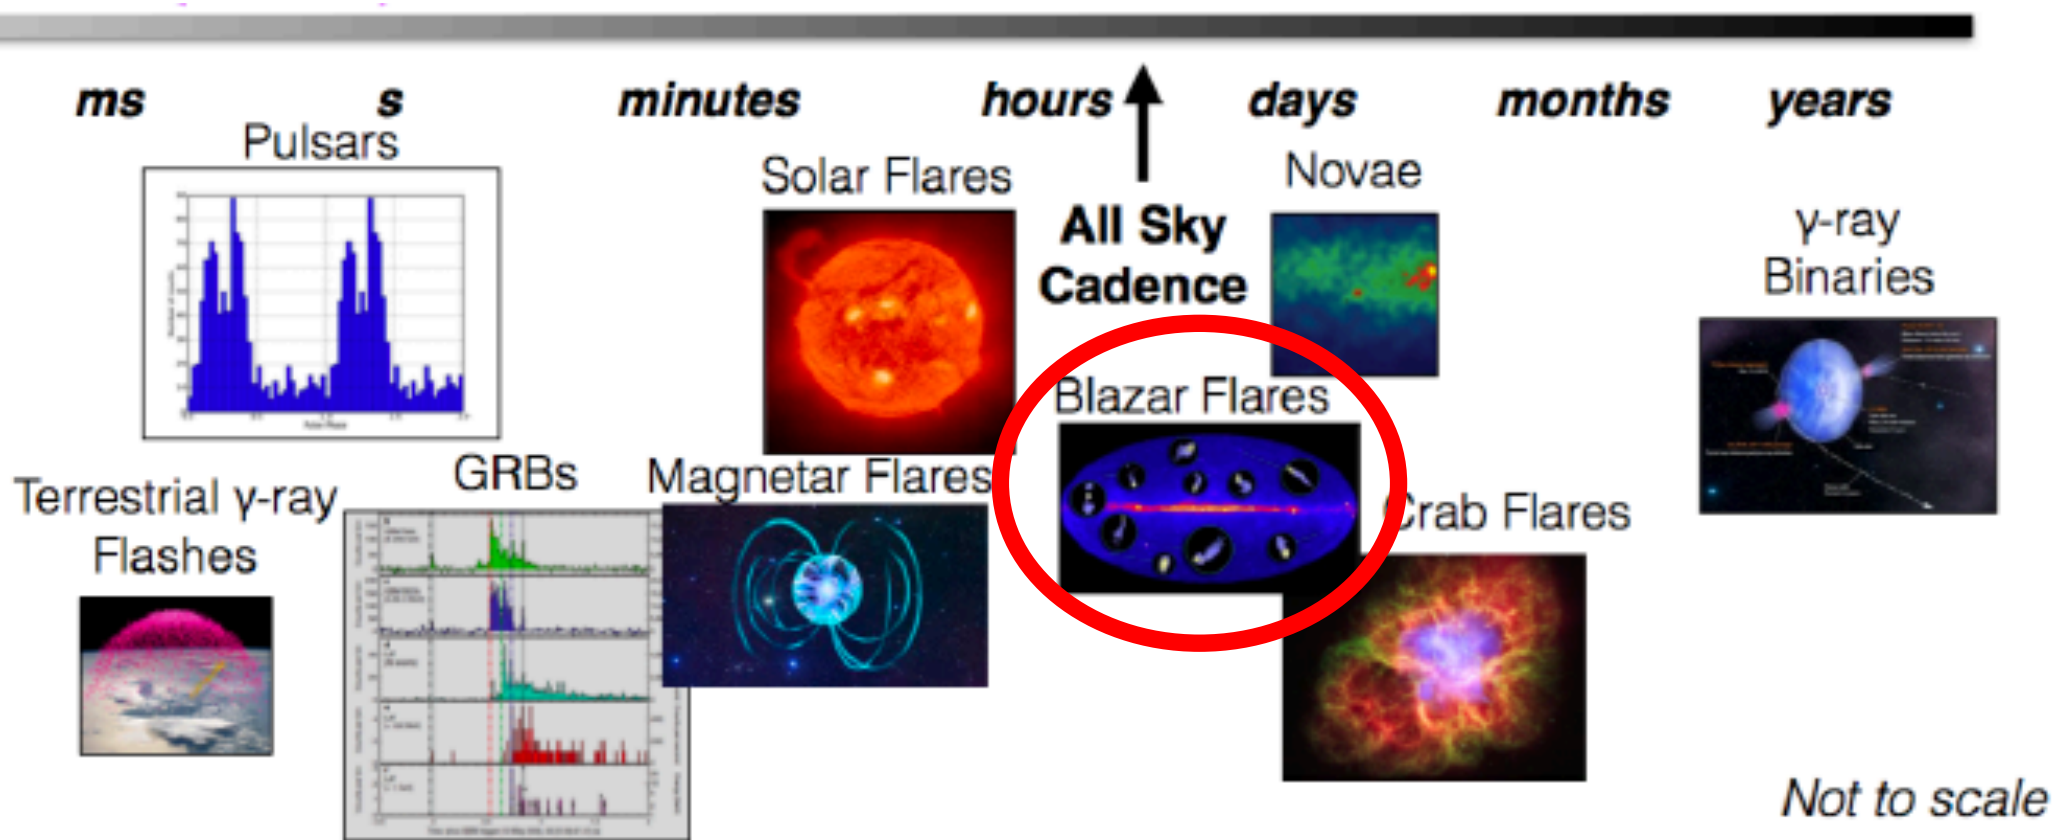 ms s minutes hours days months years
Pulsars
Solar Flares
All Sky
Cadence
Novae
γ-ray
Binaries
Blazar Flares
Terrestrial γ-ray
Flashes
GRBs
Magnetar Flares
Crab Flares
Not to scale